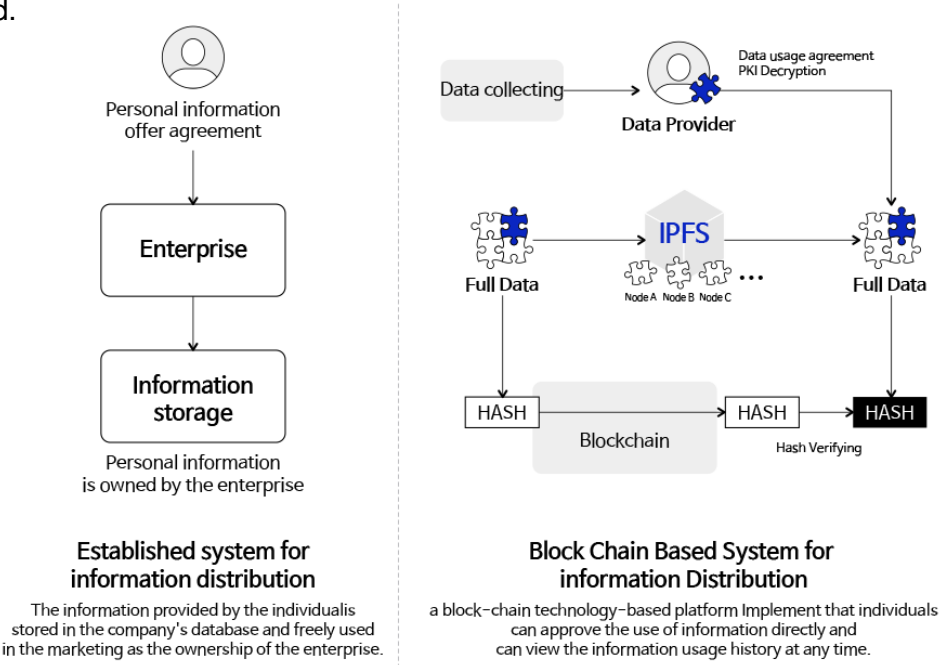 d.
Personal information
offer agreement
Enterprise
Information
storage
Personal information
is owned by the enterprise
Established system for
information distribution
The information provided by the individualis
stored in the company's database and freely used
in the marketing as the ownership of the enterprise.
Data collecting
Data Provider
Data usage agreement
PKI Decryption
Full Data
IPFS
Node A Node B Node C ...
Full Data
HASH
Blockchain
HASH
Hash Verifying
HASH
Block Chain Based System for
information Distribution
a block-chain technology-based platform Implement that individuals
can approve the use of information directly and
can view the information usage history at any time.